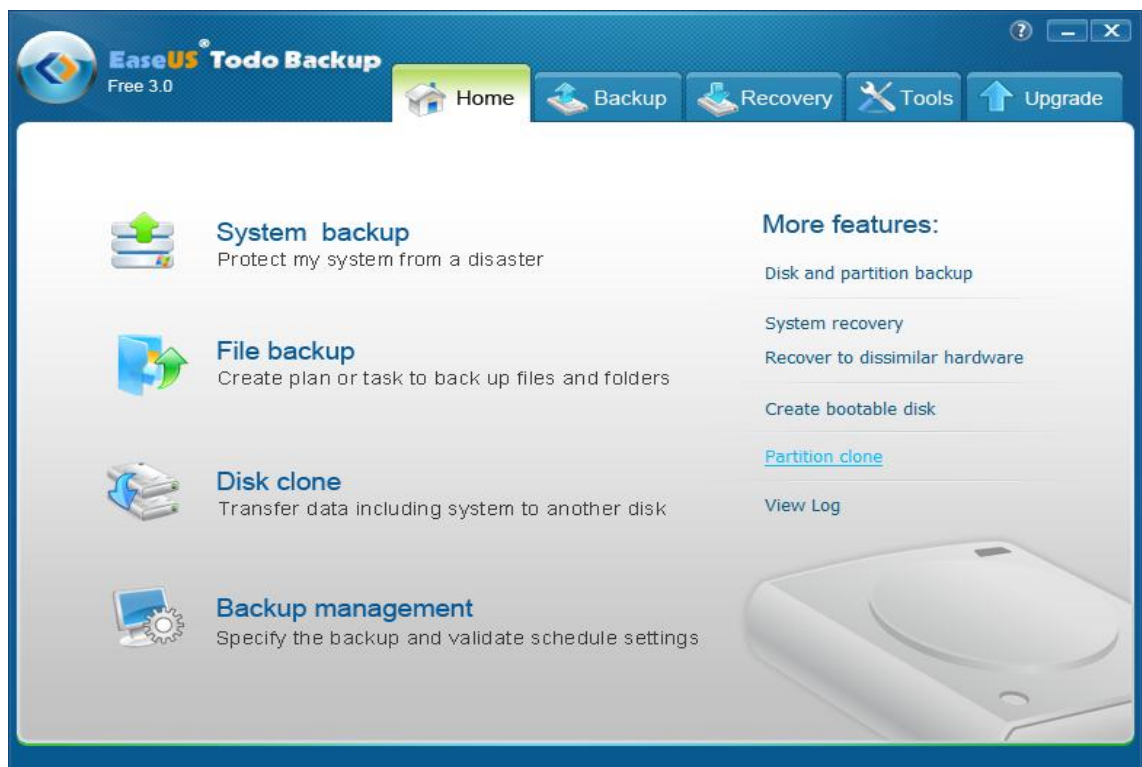 EaseUS® Todo Backup
Free 3.0
Home
Backup
Recovery
Tools
Upgrade
System backup
Protect my system from a disaster
File backup
Create plan or task to back up files and folders
Disk clone
Transfer data including system to another disk
Backup management
Specify the backup and validate schedule settings
More features:
Disk and partition backup
System recovery
Recover to dissimilar hardware
Create bootable disk
Partition clone
View Log